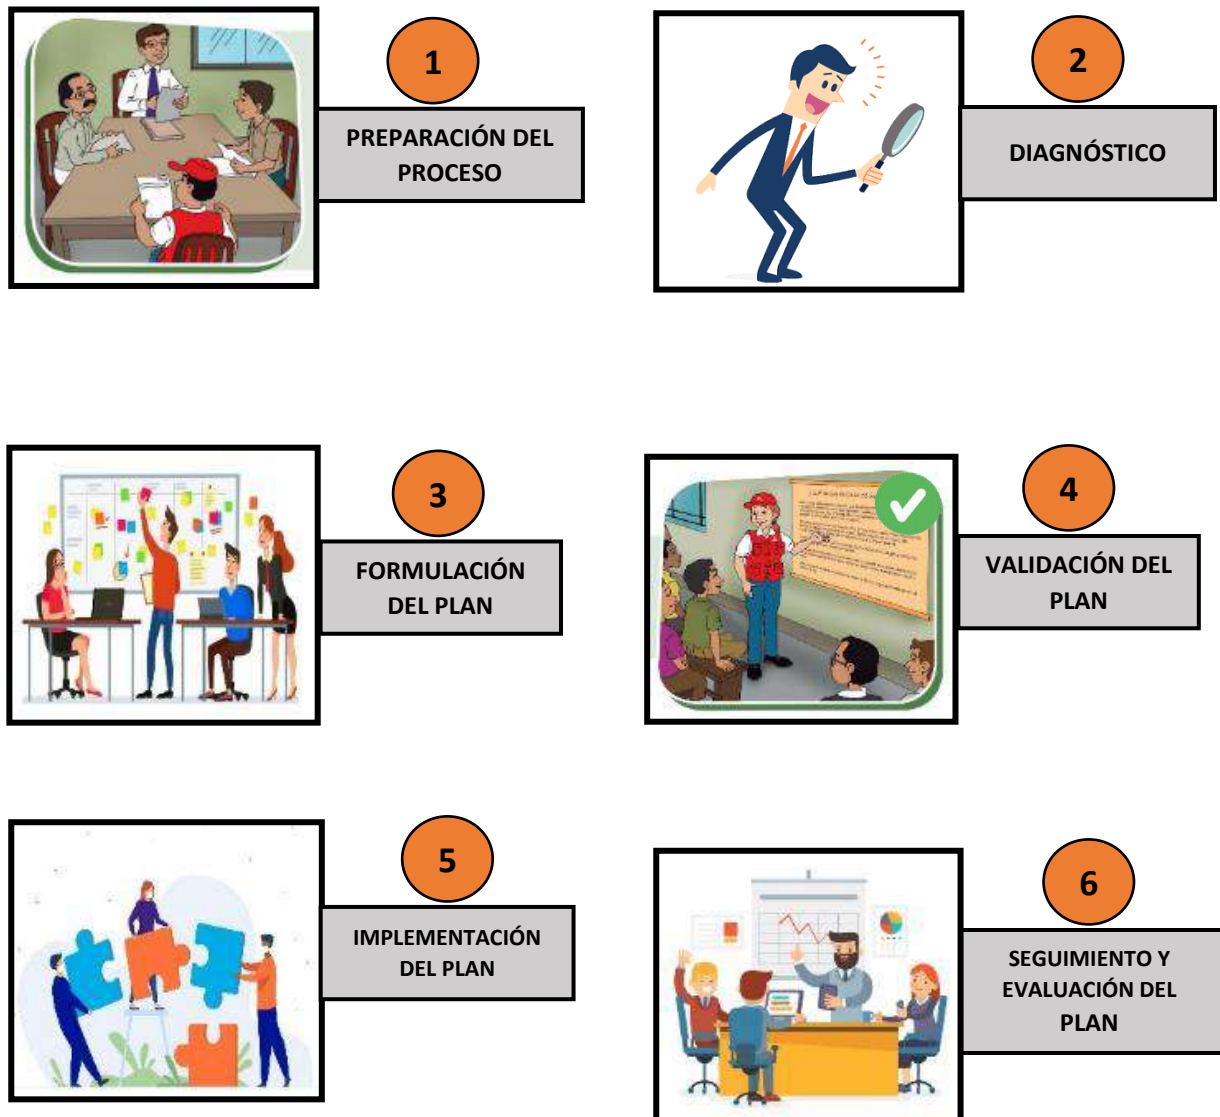 1
PREPARACIÓN DEL
PROCESO
2
DIAGNÓSTICO
3
FORMULACIÓN
DEL PLAN
4
VALIDACIÓN DEL
PLAN
5
IMPLEMENTACIÓN
DEL PLAN
6
SEGUIMIENTO Y
EVALUACIÓN DEL
PLAN